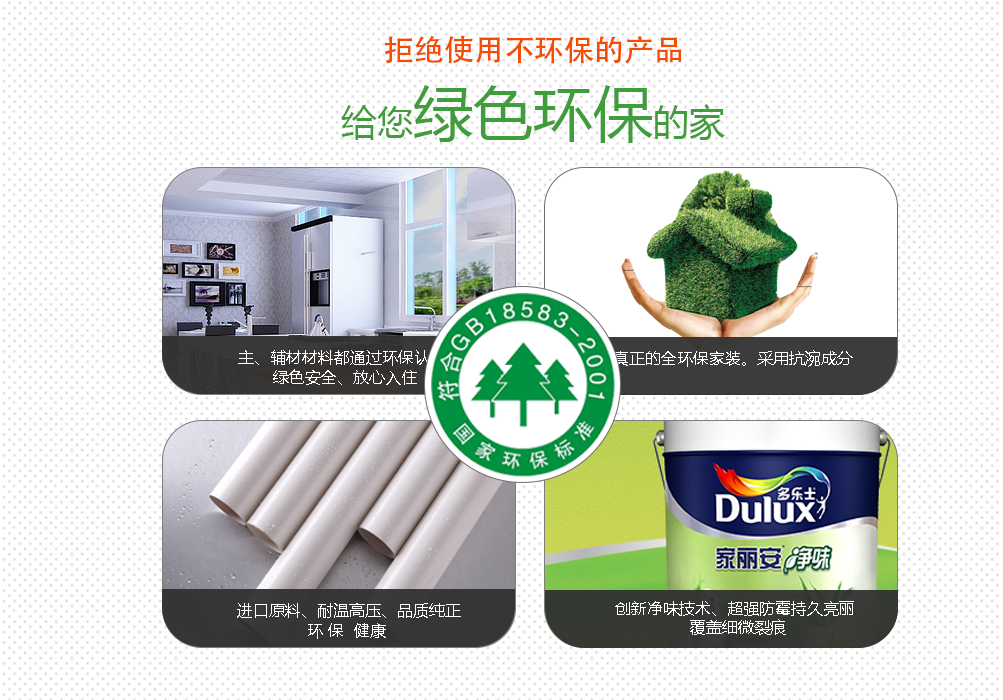 拒绝使用不环保的产品
给您绿色环保的家
主、辅材材料都通过环保认
绿色安全、放心入住
真正的全环保家装。采用抗涴成分
符合GB18583-2001
国家环保标准
进口原料、耐温高压、品质纯正
环 保 健康
多乐士
Dulux
家丽安 净味
创新净味技术、超强防霉持久亮丽
覆盖细微裂痕